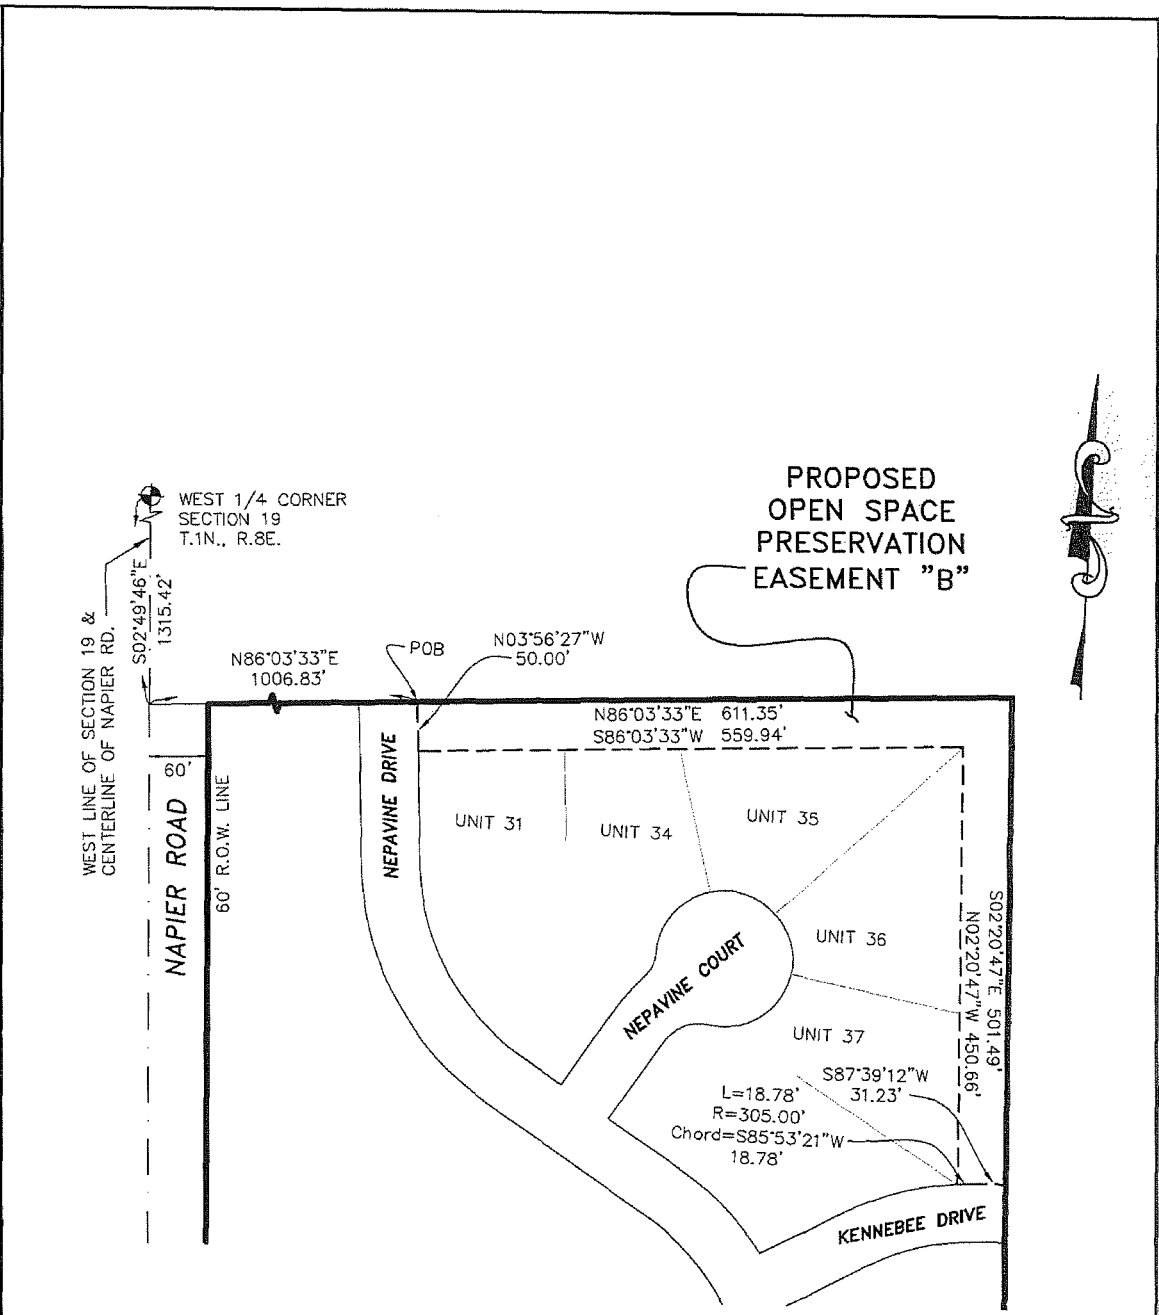 PROPOSED
OPEN SPACE
PRESERVATION
EASEMENT "B"
WEST 1/4 CORNER
SECTION 19
T.1N., R.8E.
WEST LINE OF SECTION 19 &
CENTERLINE OF NAPIER RD.
S02°49'46"E
1315.42'
N86°03'33"E
1006.83'
POB
N03°56'27"W
50.00'
N86°03'33"E 611.35'
S86°03'33"W 559.94'
60'
NAPIER ROAD
60' R.O.W. LINE
NEPAVINE DRIVE
UNIT 31
UNIT 34
UNIT 35
UNIT 36
NEPAVINE COURT
UNIT 37
S02°20'47"E 501.49'
N02°20'47"W 450.66'
S87°39'12"W
31.23'
L=18.78'
R=305.00'
Chord=S85°53'21"W
18.78'
KENNEBEE DRIVE